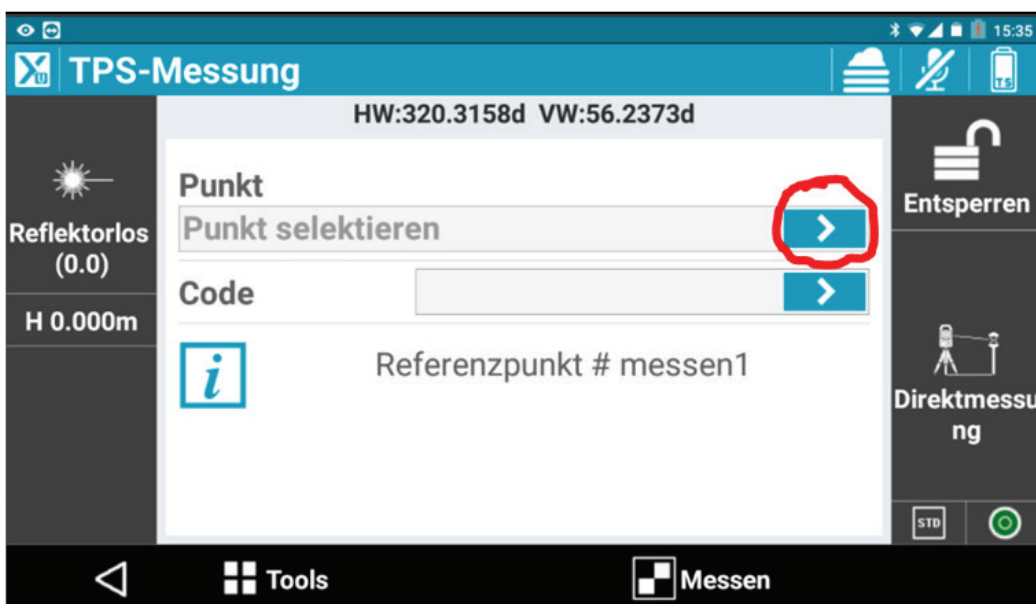 15:35
X U TPS-Messung
TS
HW:320.3158d VW:56.2373d
Reflektorlos
(0.0)
H 0.000m
Punkt
Punkt selektieren
Code
i
Referenzpunkt # messen1
Entsperren
Direktmessu
ng
STD
Tools
Messen